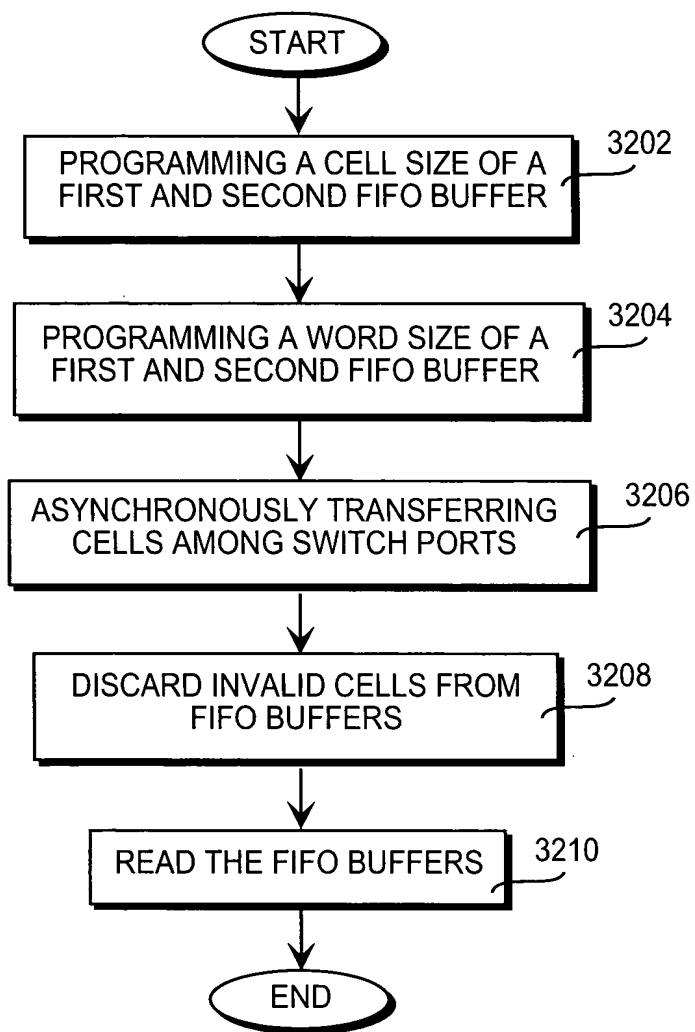 START
PROGRAMMING A CELL SIZE OF A
FIRST AND SECOND FIFO BUFFER
3202
PROGRAMMING A WORD SIZE OF A
FIRST AND SECOND FIFO BUFFER
3204
ASYNCHRONOUSLY TRANSFERRING
CELLS AMONG SWITCH PORTS
3206
DISCARD INVALID CELLS FROM
FIFO BUFFERS
3208
READ THE FIFO BUFFERS
3210
END